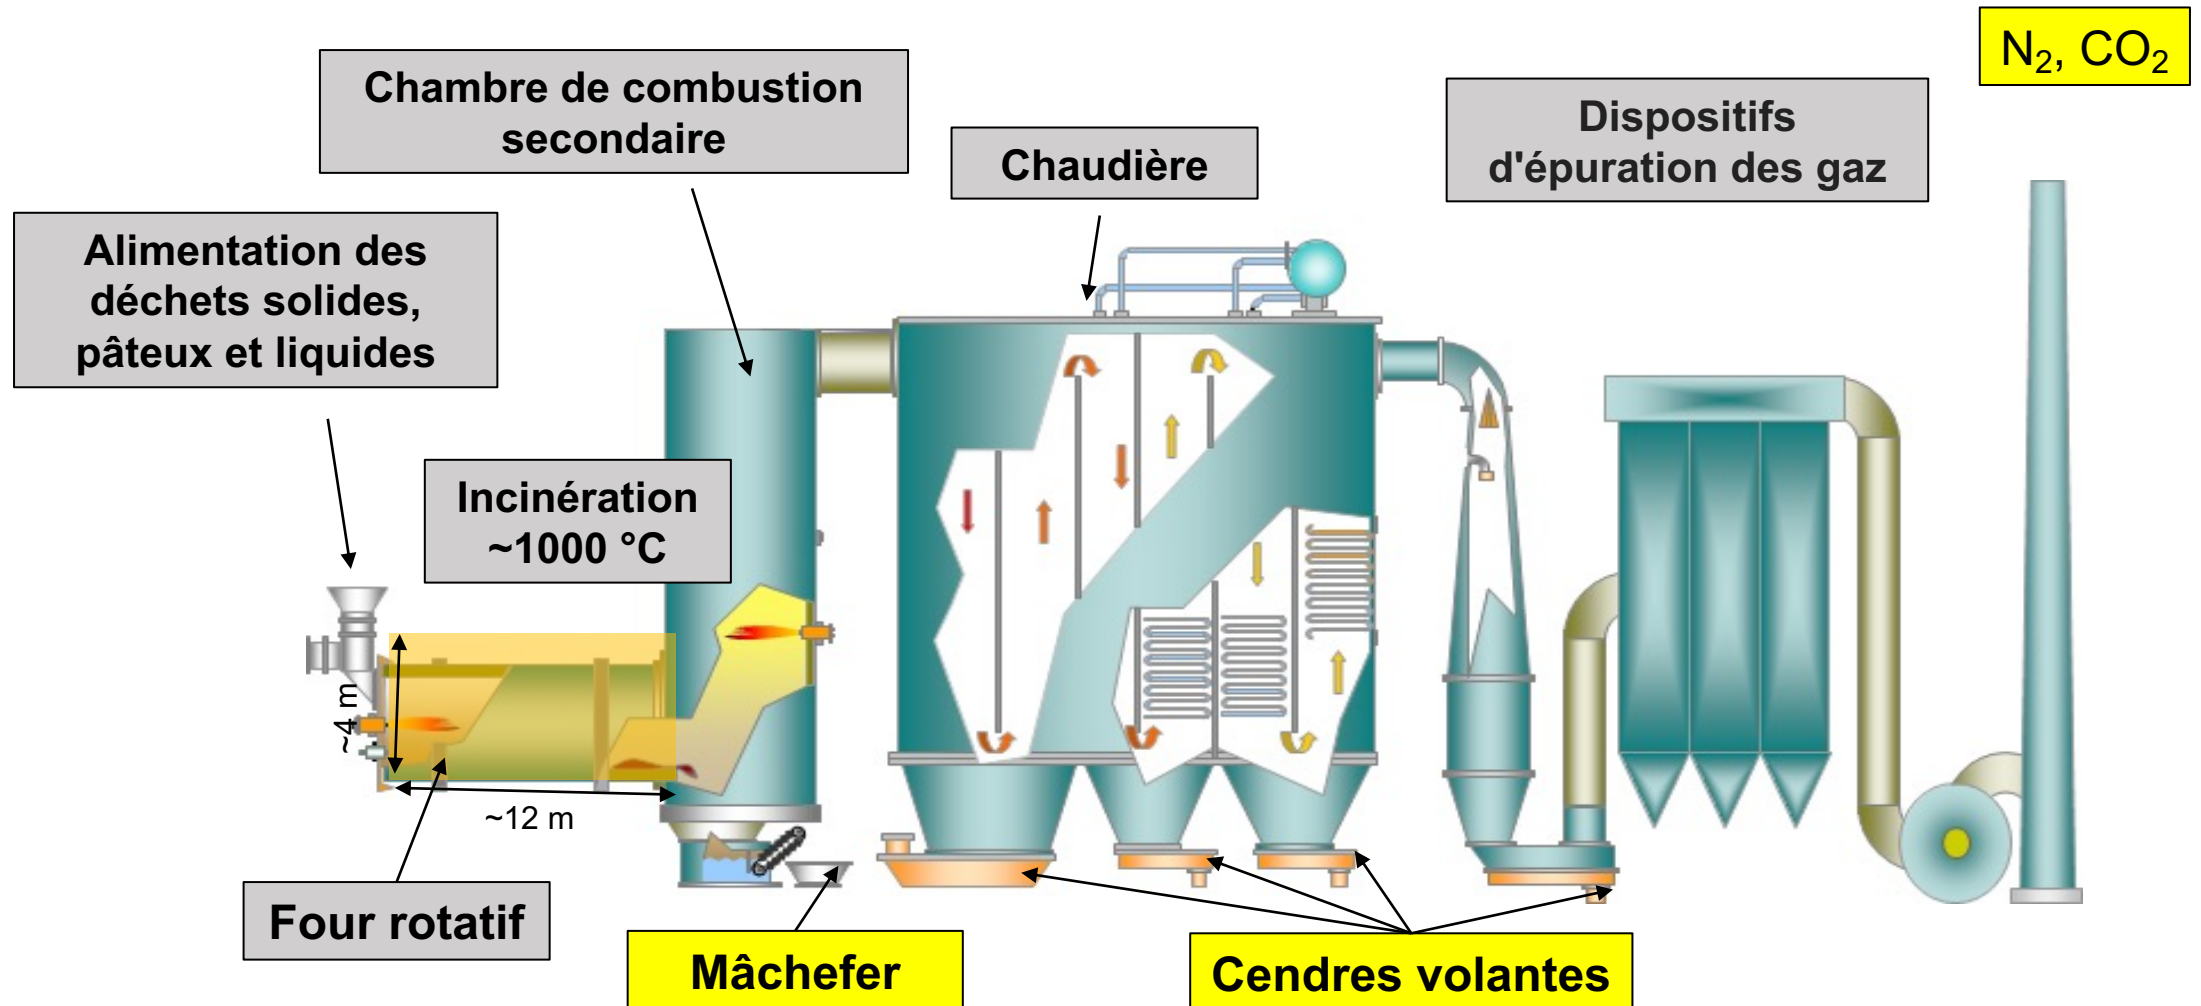 N₂, CO₂
Chambre de combustion
secondaire
Dispositifs
d'épuration des gaz
Chaudière
Alimentation des
déchets solides,
pâteux et liquides
Incinération
~1000 °C
~4 m
~12 m
Four rotatif
Mâchefer
Cendres volantes